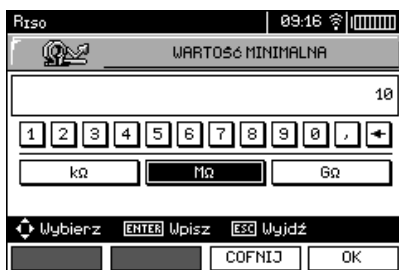 RISO 09:16
WARTOŚĆ MINIMALNA
10
1 2 3 4 5 6 7 8 9 0 ,
kΩ MΩ GΩ
Wybierz ENTER Wpisz ESC Wyjdź
COFNIJ OK